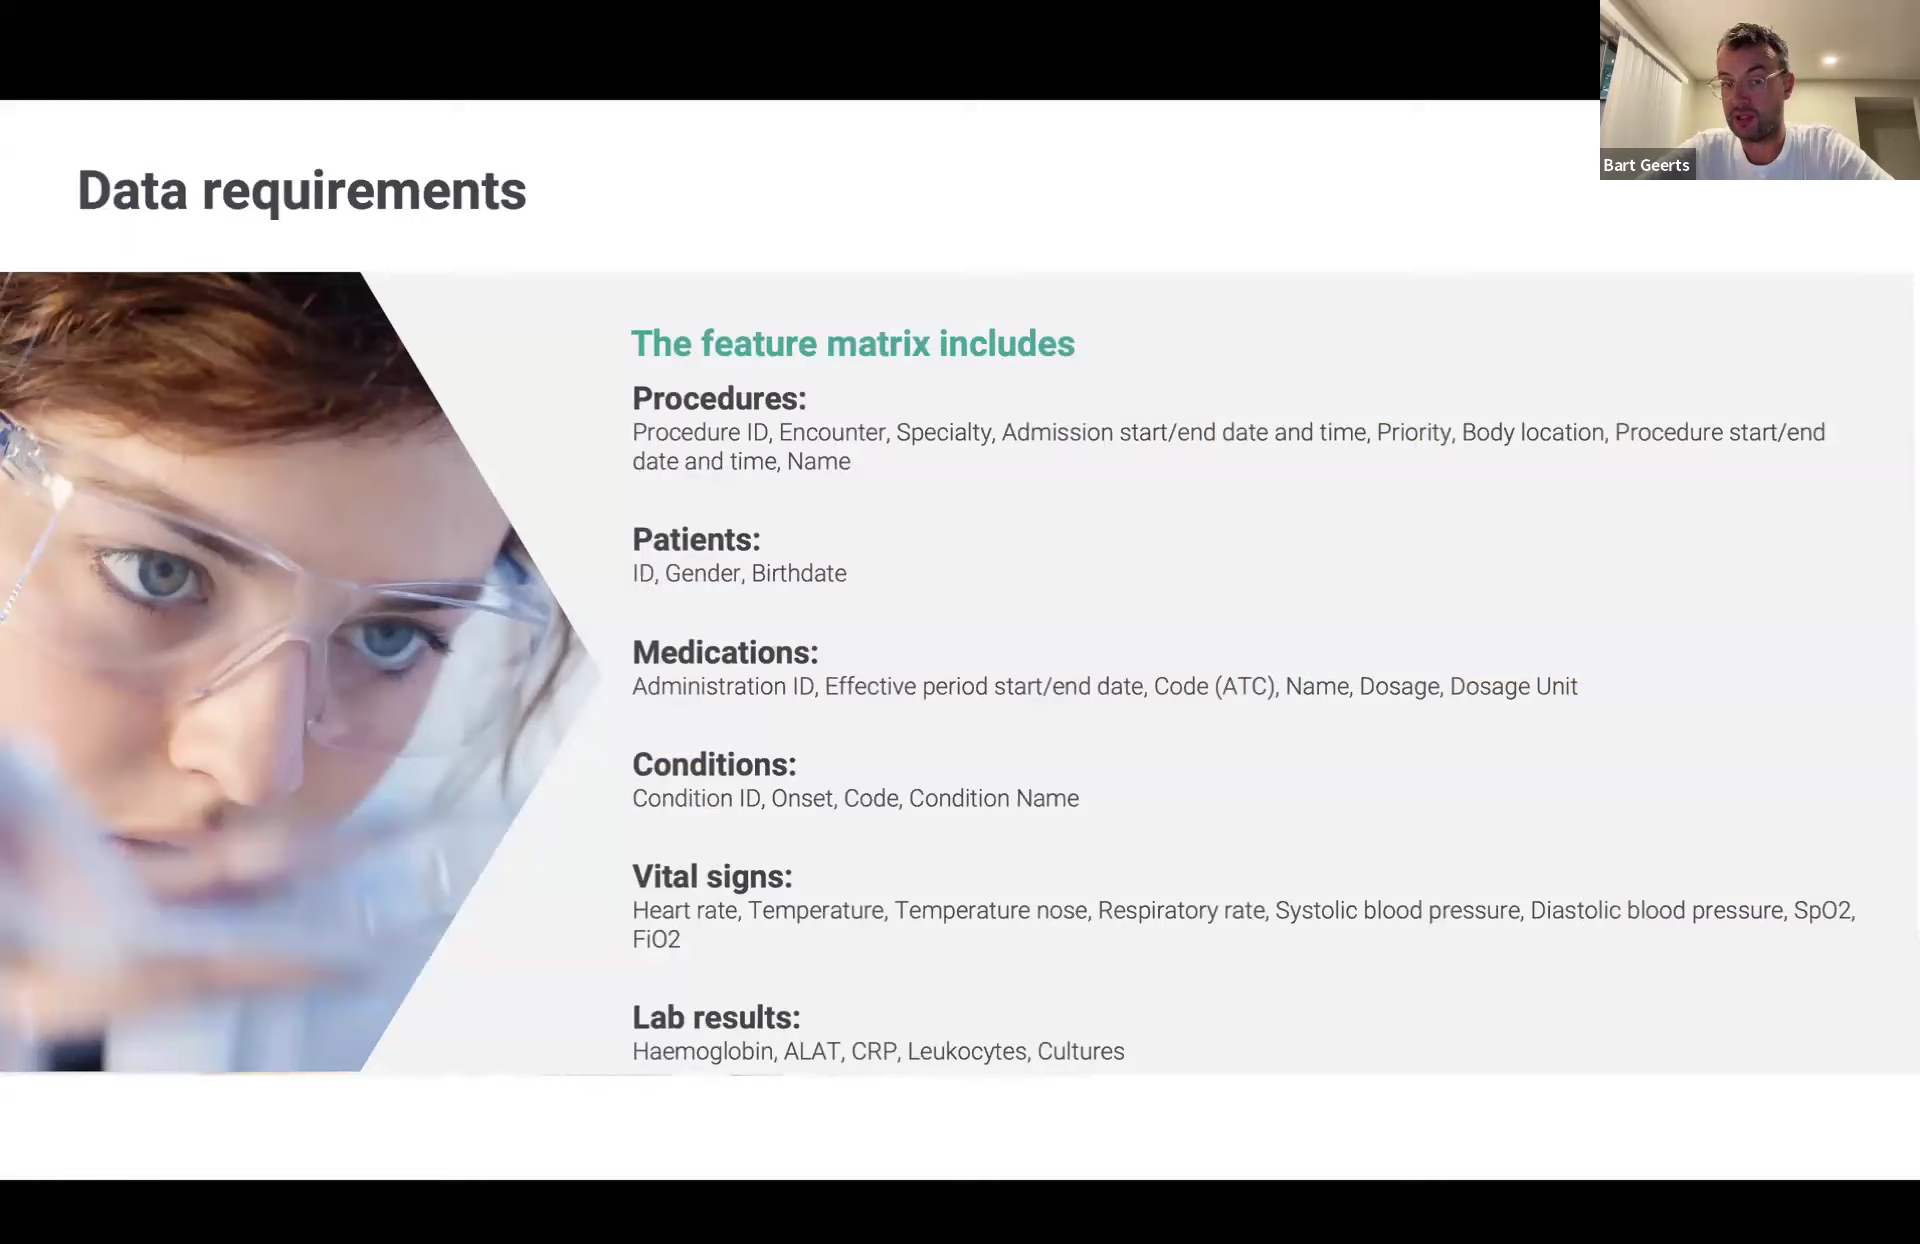 Bart Geerts
Data requirements
The feature matrix includes
Procedures:
Procedure ID, Encounter, Specialty, Admission start/end date and time, Priority, Body location, Procedure start/end
date and time, Name
Patients:
ID, Gender, Birthdate
Medications:
Administration ID, Effective period start/end date, Code (ATC), Name, Dosage, Dosage Unit
Conditions:
Condition ID, Onset, Code, Condition Name
Vital signs:
Heart rate, Temperature, Temperature nose, Respiratory rate, Systolic blood pressure, Diastolic blood pressure, SpO2,
FiO2
Lab results:
Haemoglobin, ALAT, CRP, Leukocytes, Cultures